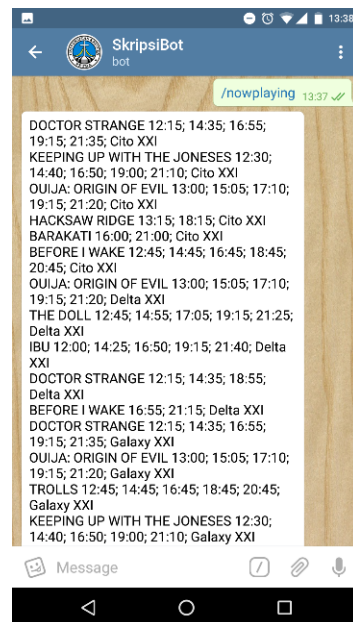 13:38
SkripsiBot
bot
/nowplaying 13:37
DOCTOR STRANGE 12:15; 14:35; 16:55;
19:15; 21:35; Cito XXI
KEEPING UP WITH THE JONESES 12:30;
14:40; 16:50; 19:00; 21:10; Cito XXI
OUIJA: ORIGIN OF EVIL 13:00; 15:05; 17:10;
19:15; 21:20; Cito XXI
HACKSAW RIDGE 13:15; 18:15; Cito XXI
BARAKATI 16:00; 21:00; Cito XXI
BEFORE I WAKE 12:45; 14:45; 16:45; 18:45;
20:45; Cito XXI
OUIJA: ORIGIN OF EVIL 13:00; 15:05; 17:10;
19:15; 21:20; Delta XXI
THE DOLL 12:45; 14:55; 17:05; 19:15; 21:25;
Delta XXI
IBU 12:00; 14:25; 16:50; 19:15; 21:40; Delta
XXI
DOCTOR STRANGE 12:15; 14:35; 18:55;
Delta XXI
BEFORE I WAKE 16:55; 21:15; Delta XXI
DOCTOR STRANGE 12:15; 14:35; 16:55;
19:15; 21:35; Galaxy XXI
OUIJA: ORIGIN OF EVIL 13:00; 15:05; 17:10;
19:15; 21:20; Galaxy XXI
TROLLS 12:45; 14:45; 16:45; 18:45; 20:45;
Galaxy XXI
KEEPING UP WITH THE JONESES 12:30;
14:40; 16:50; 19:00; 21:10; Galaxy XXI
Message